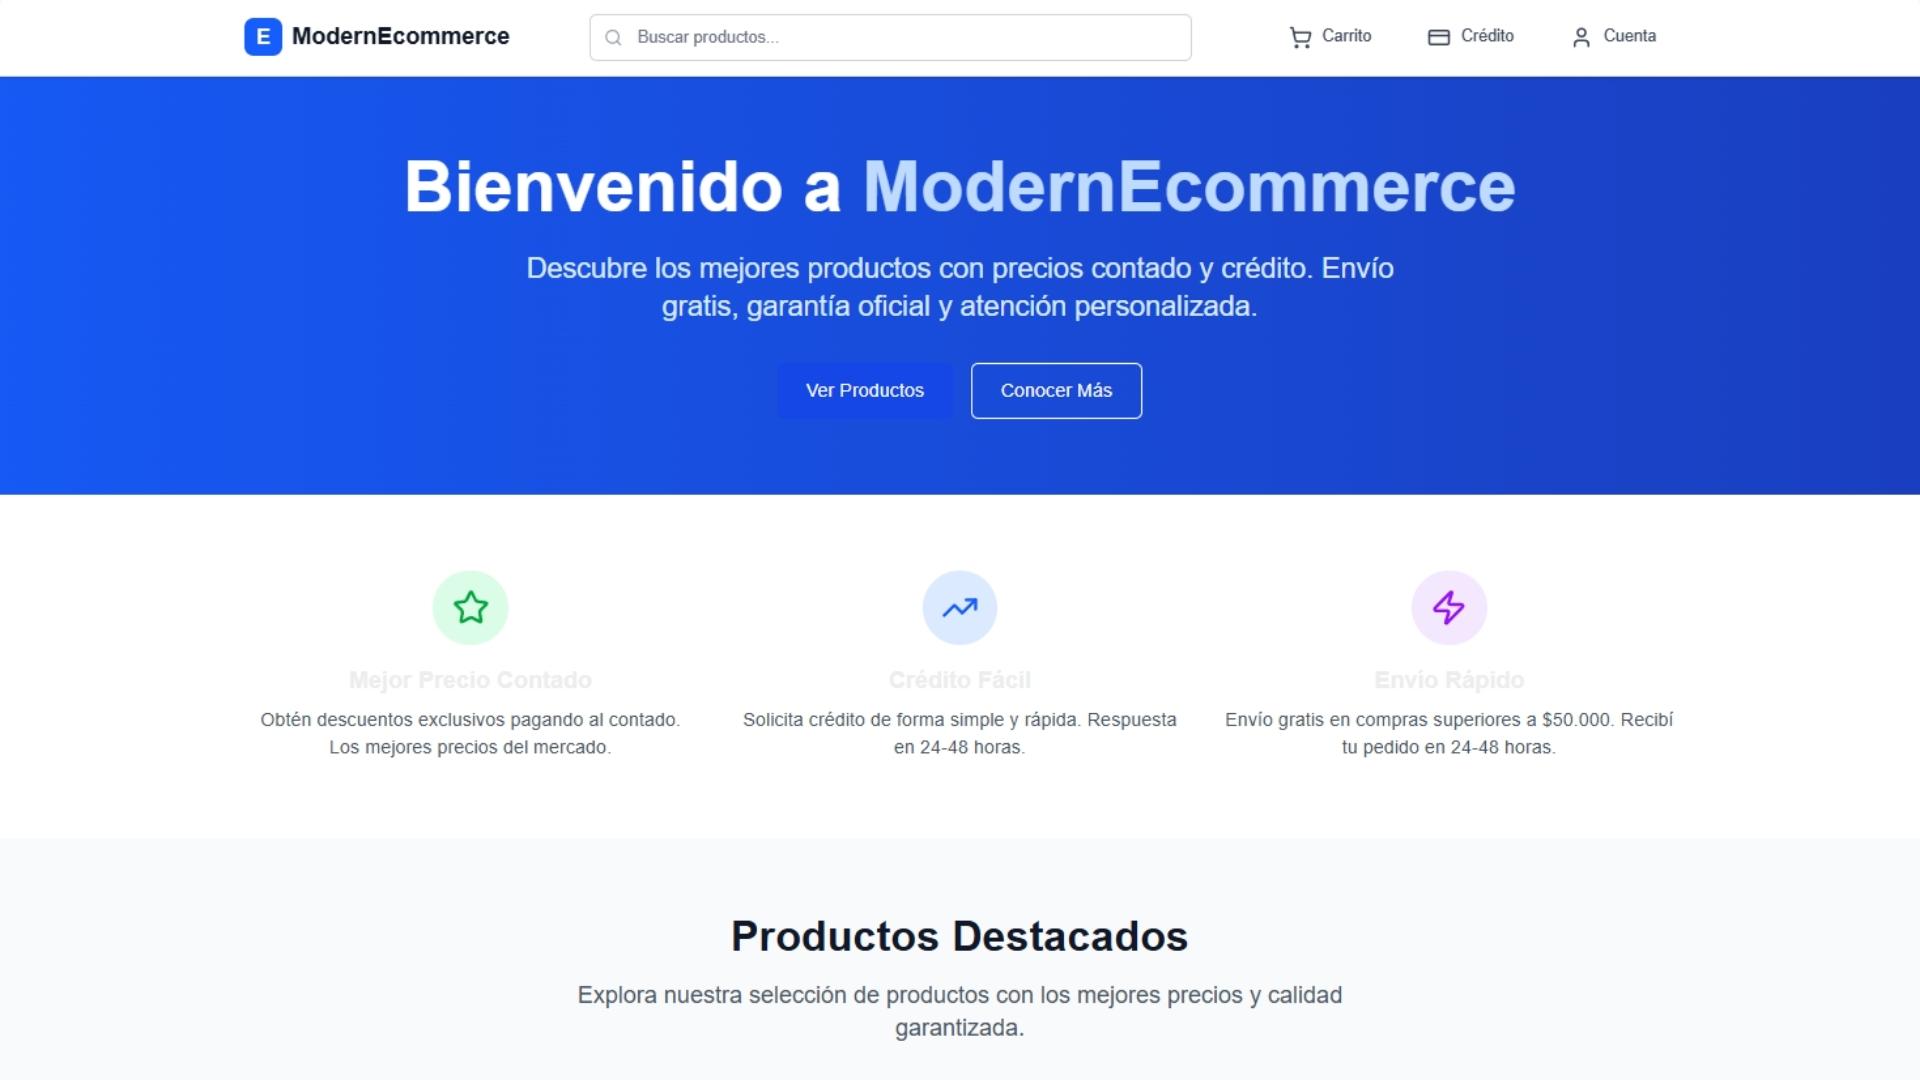 E ModernEcommerce
Buscar productos...
Carrito
Crédito
Cuenta
Bienvenido a ModernEcommerce
Descubre los mejores productos con precios contado y crédito. Envío
gratis, garantía oficial y atención personalizada.
Ver Productos
Conocer Más
Mejor Precio Contado
Obtén descuentos exclusivos pagando al contado.
Los mejores precios del mercado.
Crédito Fácil
Solicita crédito de forma simple y rápida. Respuesta
en 24-48 horas.
Envío Rápido
Envío gratis en compras superiores a $50.000. Recibí
tu pedido en 24-48 horas.
Productos Destacados
Explora nuestra selección de productos con los mejores precios y calidad
garantizada.